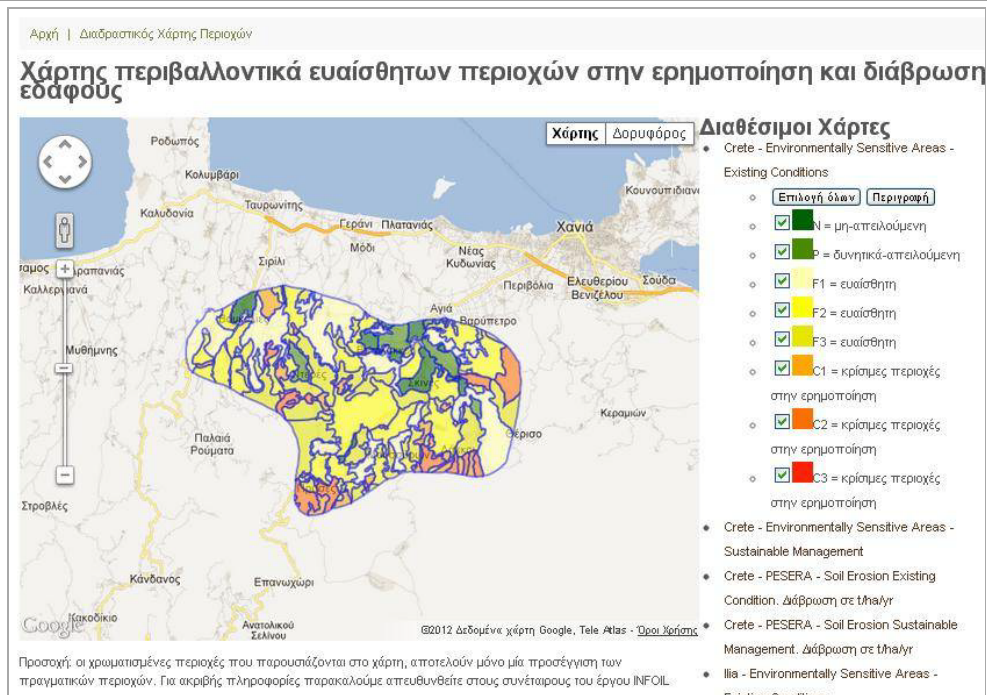 Αρχή | Διαδραστικός Χάρτης Περιοχών
Χάρτης περιβαλλοντικά ευαίσθητων περιοχών στην ερημοποίηση και διάβρωση
εδάφους
Χάρτης Δορυφόρος
Ροδωπός
Κολυμβάρι
Ταυρωνίτης
Καλυδονία
Γεράνι Πλατανιάς
Χανιά
Μόδι
Νέας
Κυδωνίας
Σιρίλι
Περιβόλια
Ελευθερίου
Βενιζέλου
Σούδα
Καλλεργιανά
Αγιά
Βαρύπετρο
Μυθήμνης
Σκινές
Κεραμιών
Θέρισο
Παλαιά
Ρούματα
Στροβλές
Κάνδανος
Επανωχώρι
Κακοδίκιο
Ανατολικού
Σελίνου
Google
©2012 Δεδομένα χάρτη Google, Tele Atlas - Όροι Χρήσης
Προσοχή: οι χρωματισμένες περιοχές που παρουσιάζονται στο χάρτη, αποτελούν μόνο μία προσέγγιση των
πραγματικών περιοχών. Για ακριβής πληροφορίες παρακαλούμε απευθυνθείτε στους συνέταιρους του έργου INFOIL
Διαθέσιμοι Χάρτες
Crete - Environmentally Sensitive Areas -
Existing Conditions
Επιλογή όλων Περιγραφή
N = μη-απειλούμενη
P = δυνητικά-απειλούμενη
F1 = ευαίσθητη
F2 = ευαίσθητη
F3 = ευαίσθητη
C1 = κρίσιμες περιοχές
στην ερημοποίηση
C2 = κρίσιμες περιοχές
στην ερημοποίηση
C3 = κρίσιμες περιοχές
στην ερημοποίηση
Crete - Environmentally Sensitive Areas -
Sustainable Management
Crete - PESERA - Soil Erosion Existing
Condition. Διάβρωση σε t/ha/yr
Crete - PESERA - Soil Erosion Sustainable
Management. Διάβρωση σε t/ha/yr
Ilia - Environmentally Sensitive Areas -